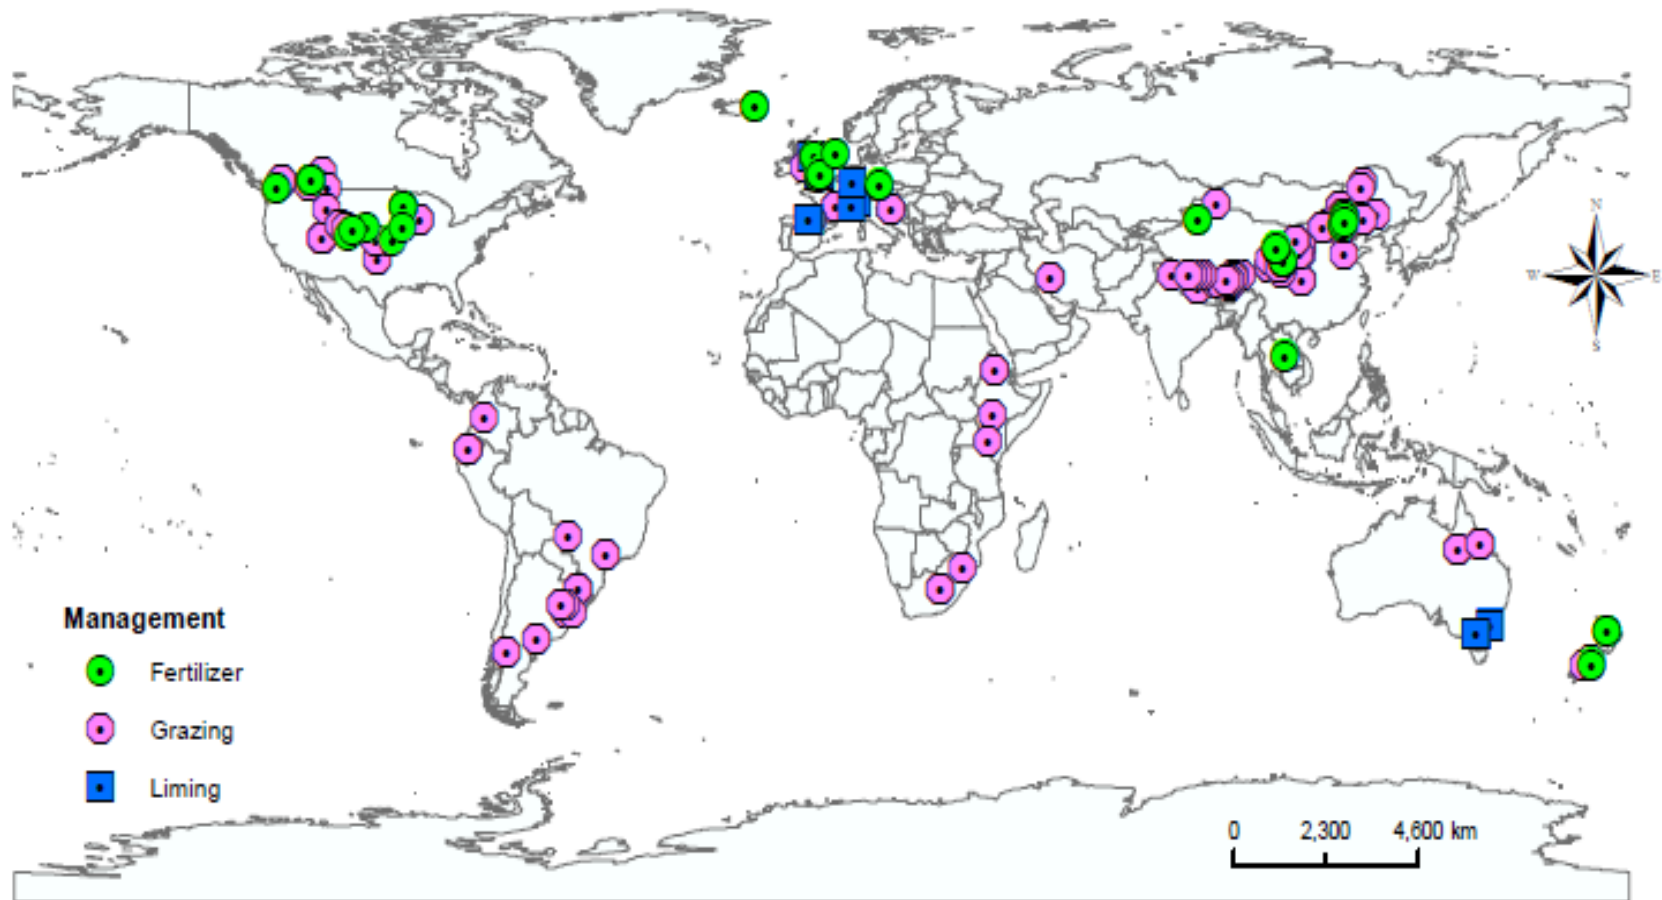 N
W
E
S
Management
Fertilizer
Grazing
Liming
0 2,300 4,600 km